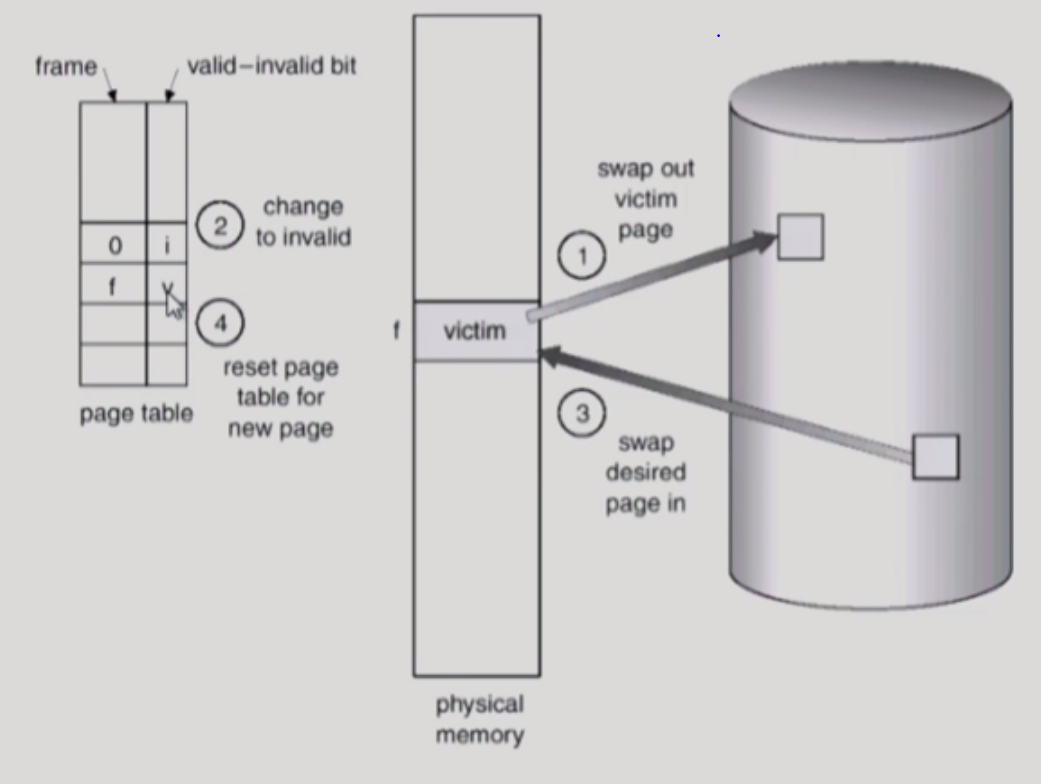 frame
valid–invalid bit
0 i
f v
2
change
to invalid
4
reset page
table for
new page
page table
f
victim
1
swap out
victim
page
3
swap
desired
page in
physical
memory